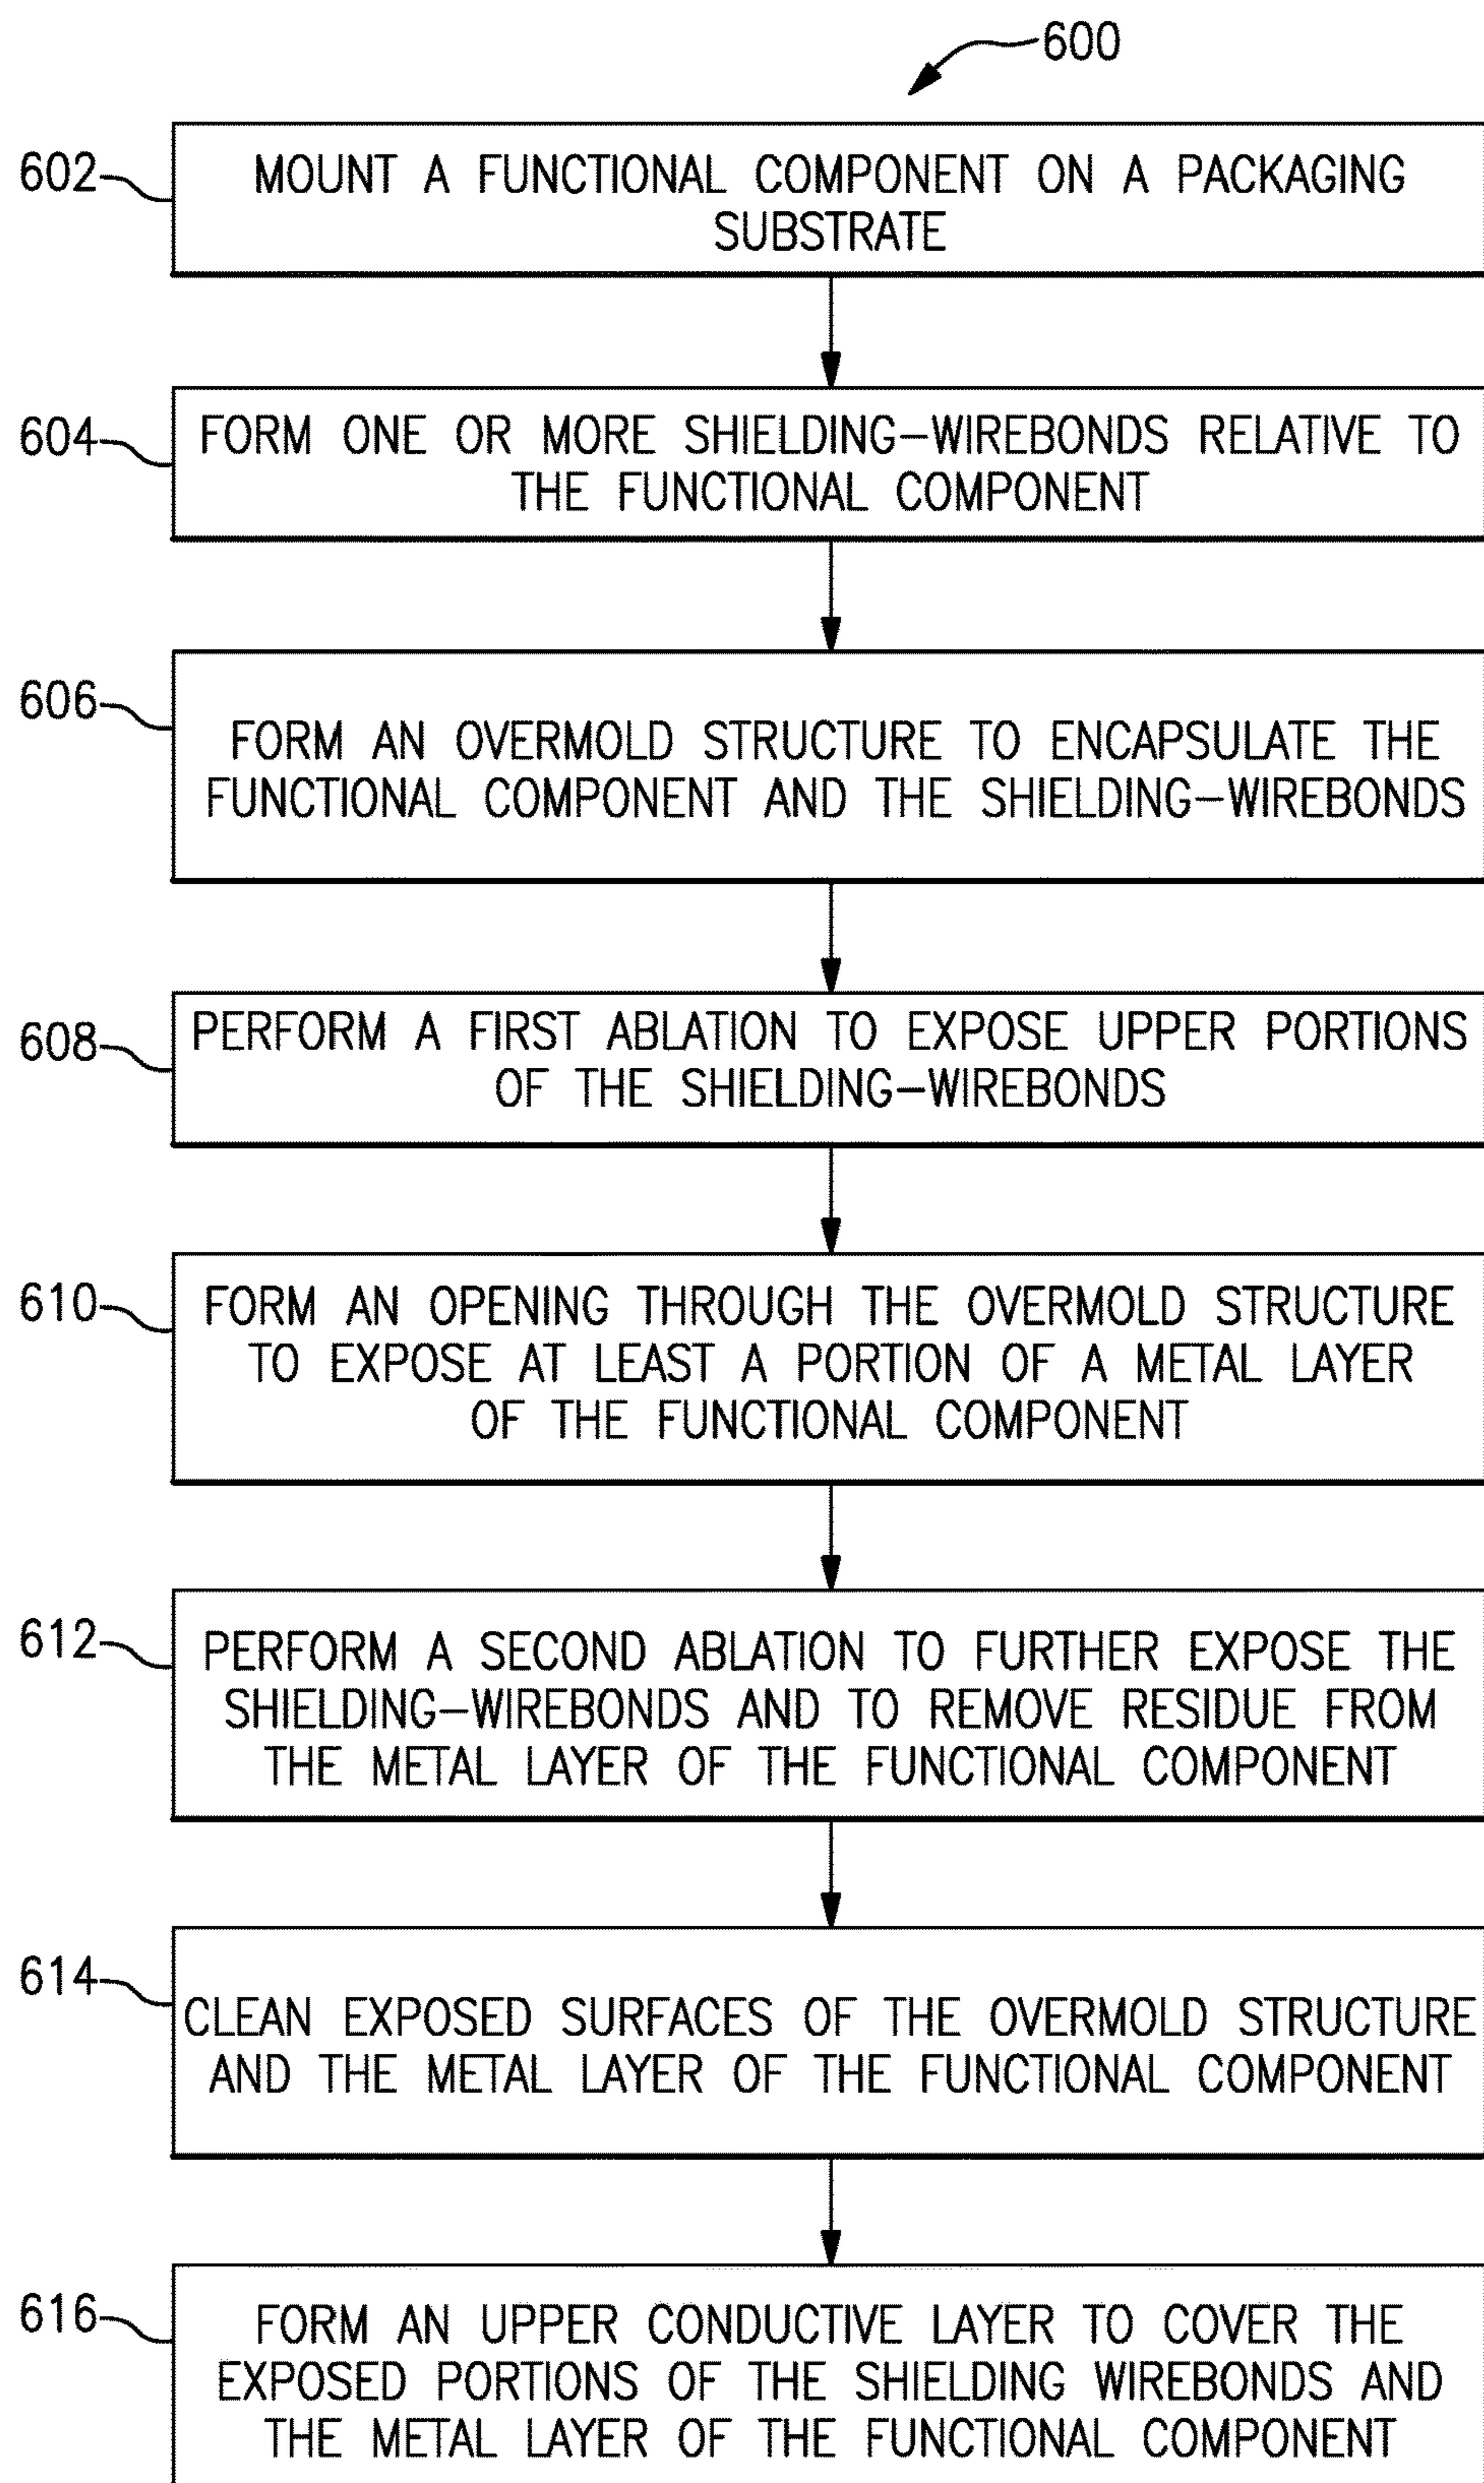 600
602
MOUNT A FUNCTIONAL COMPONENT ON A PACKAGING
SUBSTRATE
604
FORM ONE OR MORE SHIELDING-WIREBONDS RELATIVE TO
THE FUNCTIONAL COMPONENT
606
FORM AN OVERMOLD STRUCTURE TO ENCAPSULATE THE
FUNCTIONAL COMPONENT AND THE SHIELDING-WIREBONDS
608
PERFORM A FIRST ABLATION TO EXPOSE UPPER PORTIONS
OF THE SHIELDING-WIREBONDS
610
FORM AN OPENING THROUGH THE OVERMOLD STRUCTURE
TO EXPOSE AT LEAST A PORTION OF A METAL LAYER
OF THE FUNCTIONAL COMPONENT
612
PERFORM A SECOND ABLATION TO FURTHER EXPOSE THE
SHIELDING-WIREBONDS AND TO REMOVE RESIDUE FROM
THE METAL LAYER OF THE FUNCTIONAL COMPONENT
614
CLEAN EXPOSED SURFACES OF THE OVERMOLD STRUCTURE
AND THE METAL LAYER OF THE FUNCTIONAL COMPONENT
616
FORM AN UPPER CONDUCTIVE LAYER TO COVER THE
EXPOSED PORTIONS OF THE SHIELDING WIREBONDS AND
THE METAL LAYER OF THE FUNCTIONAL COMPONENT